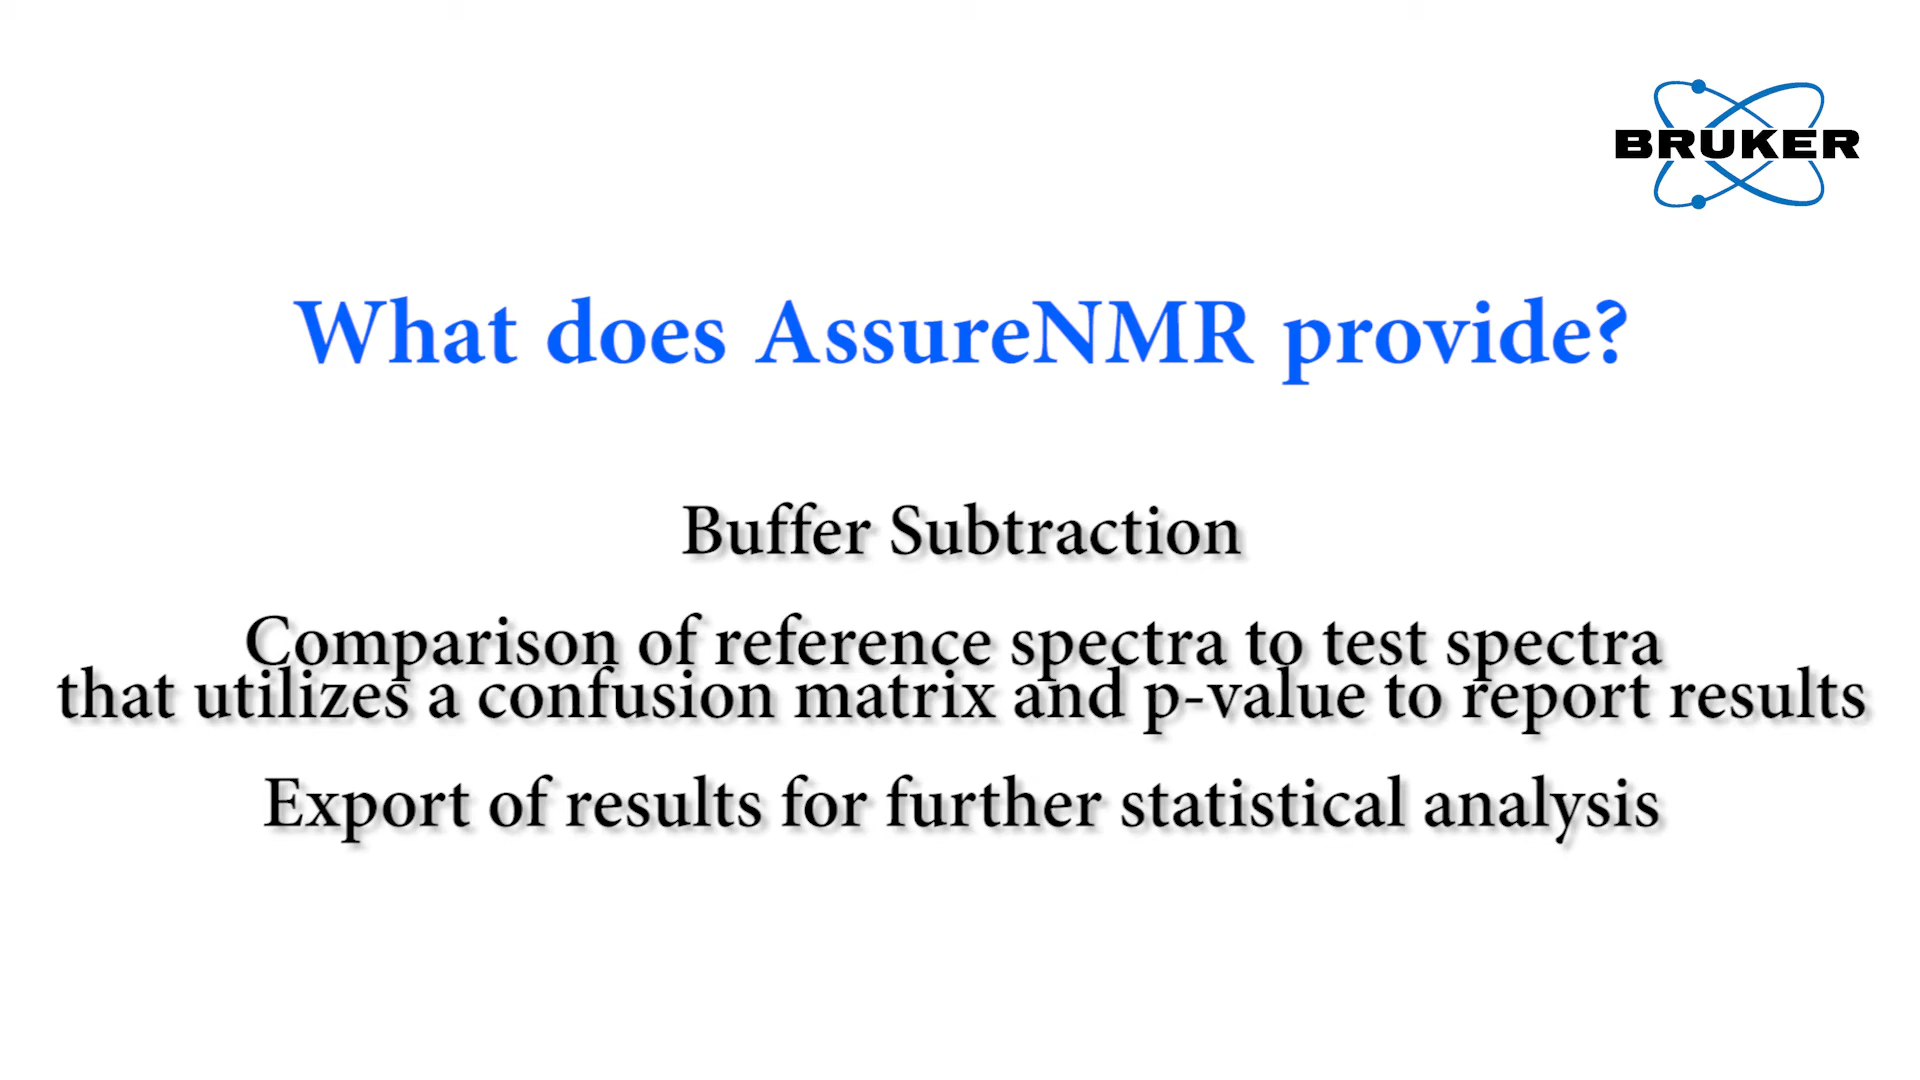 BRUKER
What does AssureNMR provide?
Buffer Subtraction
Comparison of reference spectra to test spectra
that utilizes a confusion matrix and p-value to report results
Export of results for further statistical analysis